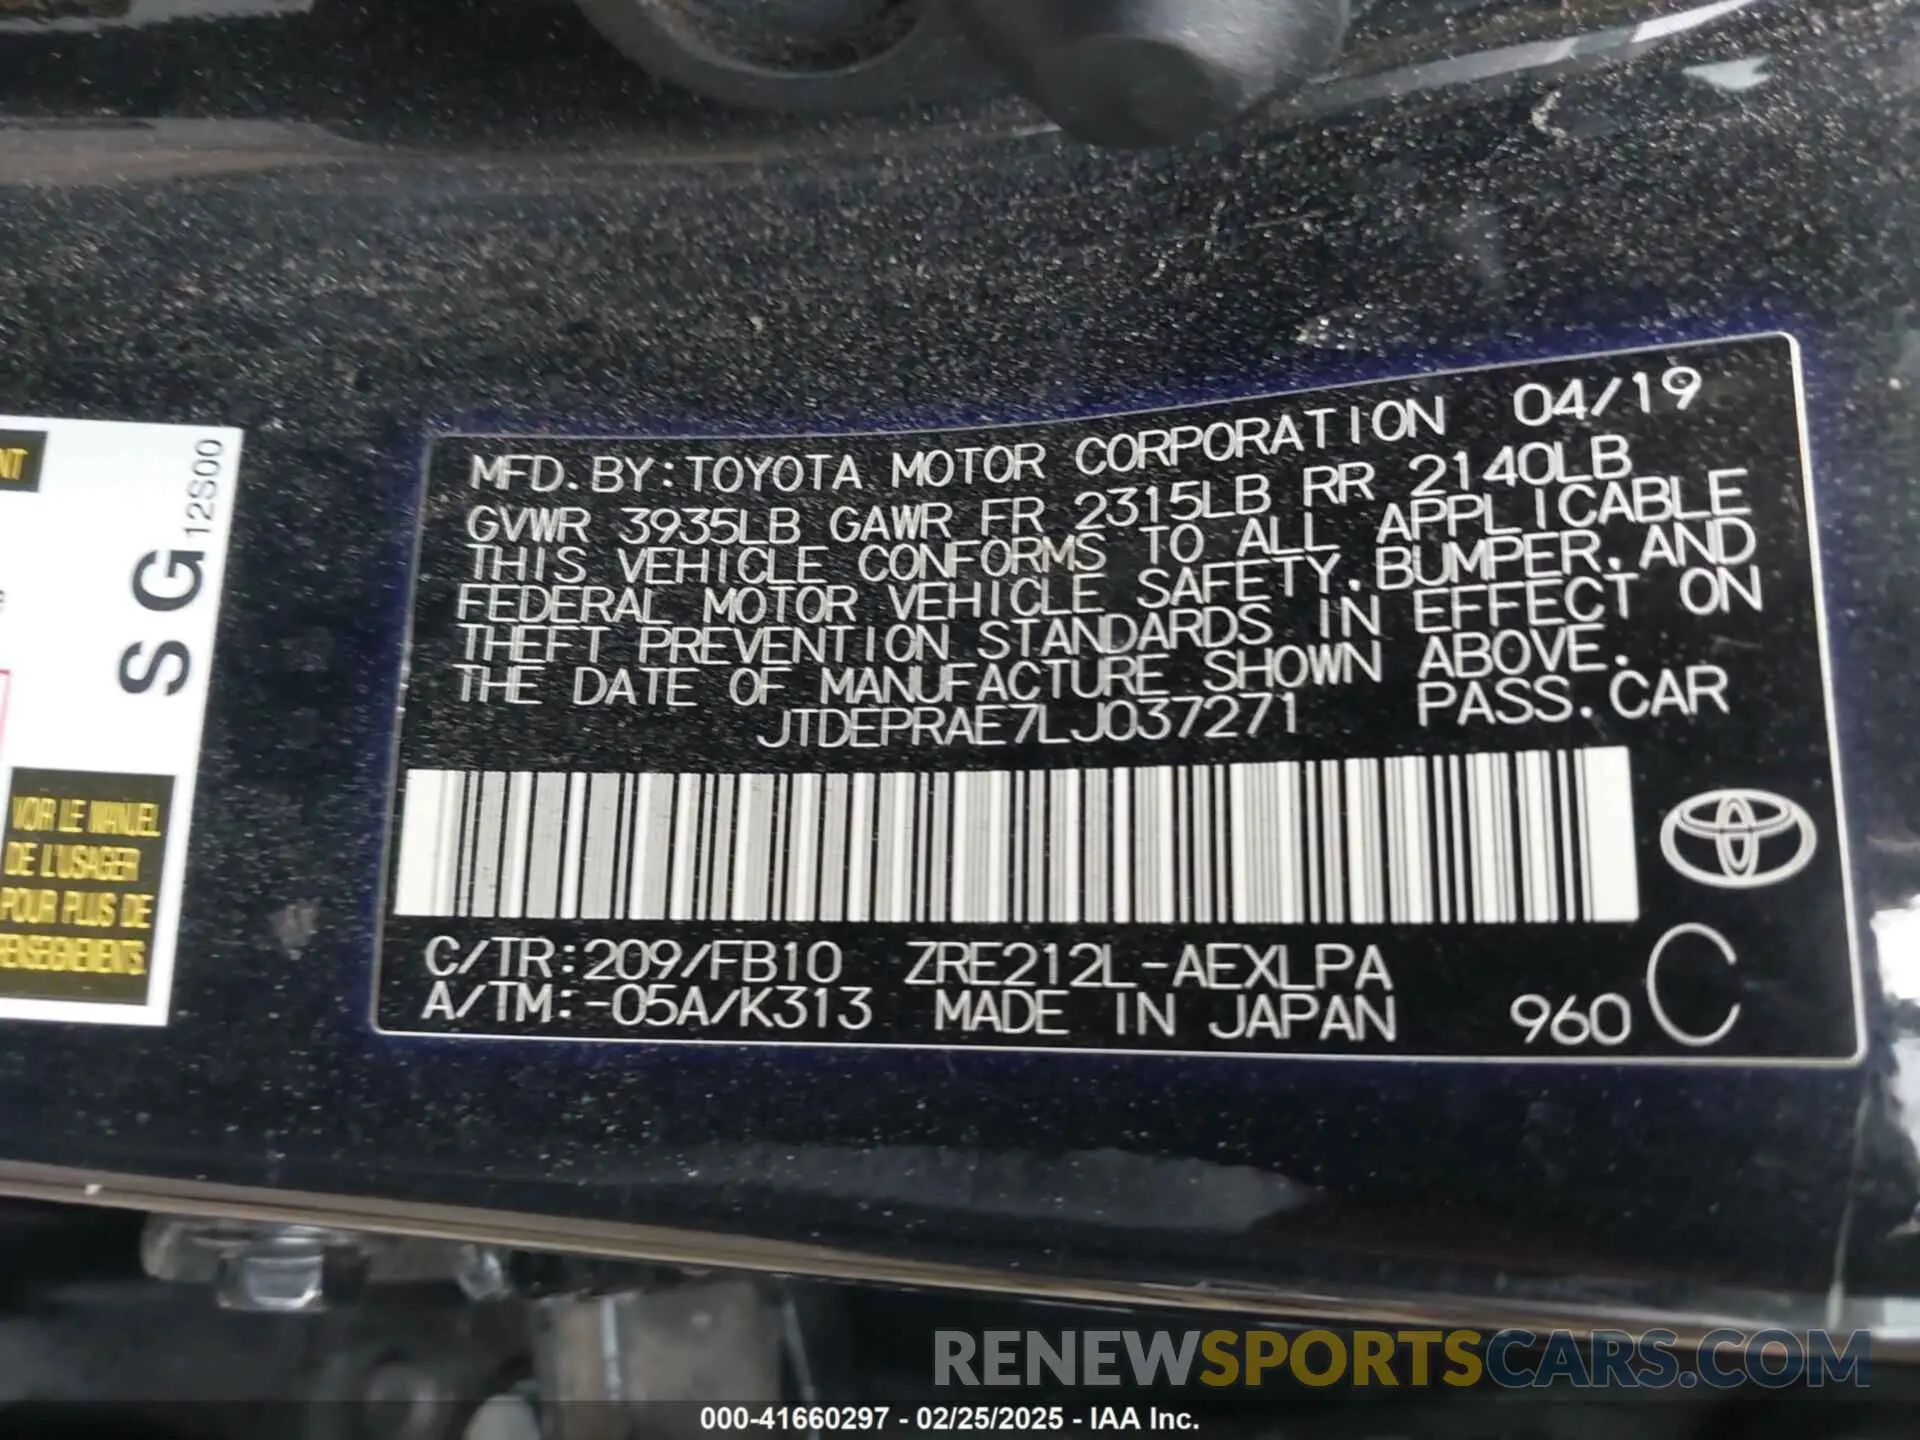 MFD.BY:TOYOTA MOTOR CORPORATION 04/19
GVWR 3935LB GAWR FR 2315LB RR 2140LB
THIS VEHICLE CONFORMS TO ALL APPLICABLE
FEDERAL MOTOR VEHICLE SAFETY,BUMPER,AND
THEFT PREVENTION STANDARDS IN EFFECT ON
THE DATE OF MANUFACTURE SHOWN ABOVE.
JTDEPRAE7LJ037271 PASS.CAR
C/TR:209/FB10 ZRE212L-AEXLPA
A/TM:-05A/K313 MADE IN JAPAN 960 C
NT
SG 12S00
VOIR LE MANUEL
DE L'USAGER
POUR PLUS DE
RENSEGNEMENTS.
RENEWSPORTSCARS.COM
000-41660297 - 02/25/2025 - IAA Inc.